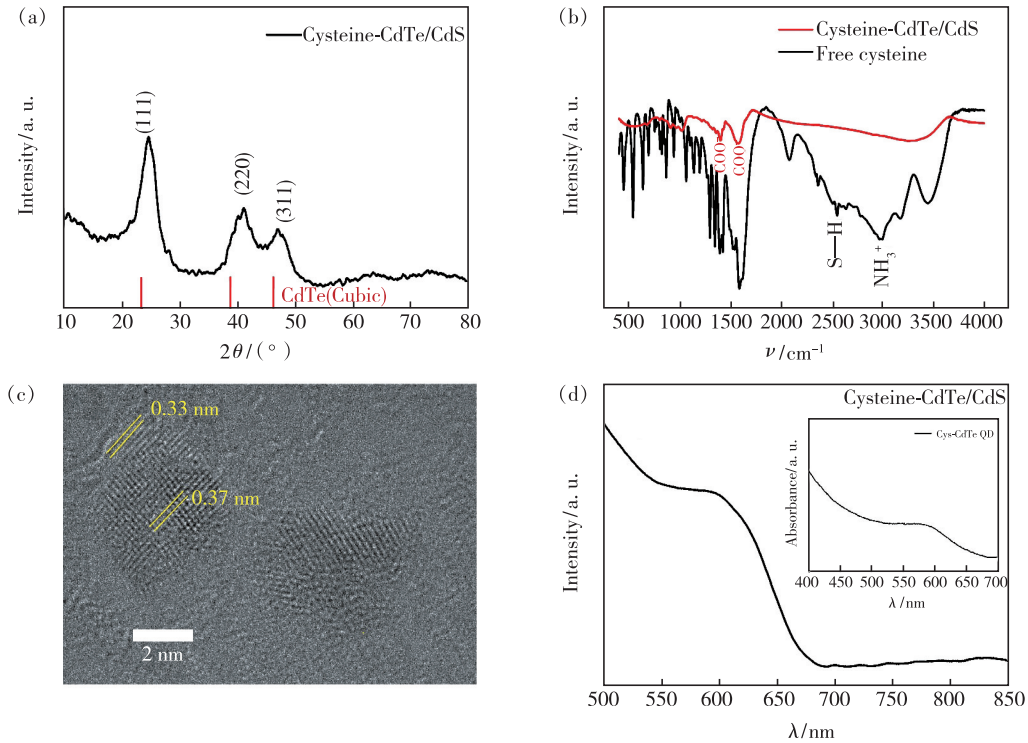 (a)
Cysteine-CdTe/CdS
(111)
(220)
(311)
CdTe(Cubic)
Intensity/a. u.
10 20 30 40 50 60 70 80
2θ/(°)
(b)
Cysteine-CdTe/CdS
Free cysteine
COO⁻
COO⁻
S—H
NH₃⁺
Intensity/a. u.
500 1000 1500 2000 2500 3000 3500 4000
ν/cm⁻¹
(c)
0.33 nm
0.37 nm
2 nm
(d)
Cysteine-CdTe/CdS
Cys-CdTe QD
Absorbance/a. u.
400 500 600 700
λ/nm
Intensity/a. u.
500 550 600 650 700 750 800 850
λ/nm